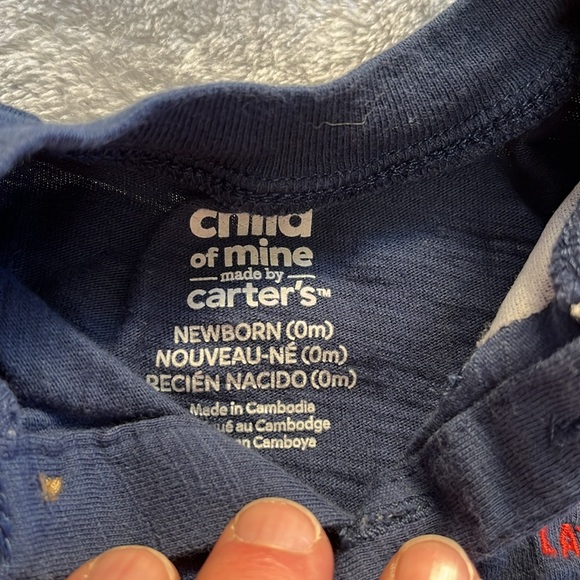 child
of mine
made by
carter's™
NEWBORN (0m)
NOUVEAU-NÉ (0m)
RECIÉN NACIDO (0m)
Made in Cambodia
au Cambodge
en Camboya